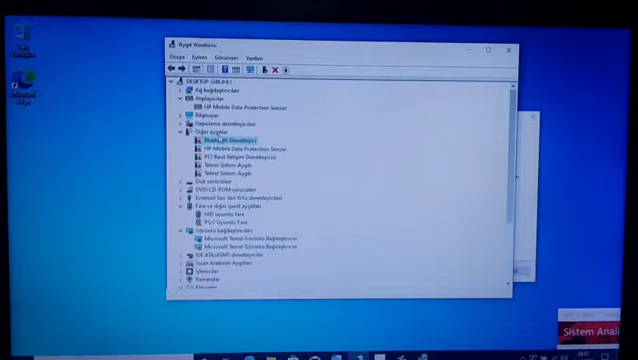 Aygıt Yöneticisi
Dosya Eylem Görünüm Yardım
Ağ bağdaştırıcıları
Algılayıcılar
HP Mobile Data Protection Sensor
Bilgisayar
Depolama denetleyicileri
Diğer aygıtlar
Bluetooth Denetleyici
HP Mobile Data Protection Sensor
PCI Basit İletişim Denetleyicisi
Temel Sistem Aygıtı
Temel Sistem Aygıtı
Disk sürücüleri
DVD/CD-ROM sürücüleri
Evrensel Seri Veri Yolu denetleyicileri
Fare ve diğer işaret aygıtları
HID uyumlu fare
PS/2 Uyumlu Fare
Görüntü bağdaştırıcıları
Microsoft Temel Görüntü Bağdaştırıcısı
Microsoft Temel Görüntü Bağdaştırıcısı
IDE ATA/ATAPI denetleyiciler
İnsan Arabirim Aygıtları
İşlemciler
Kameralar
Klavyeler
Sistem Anali